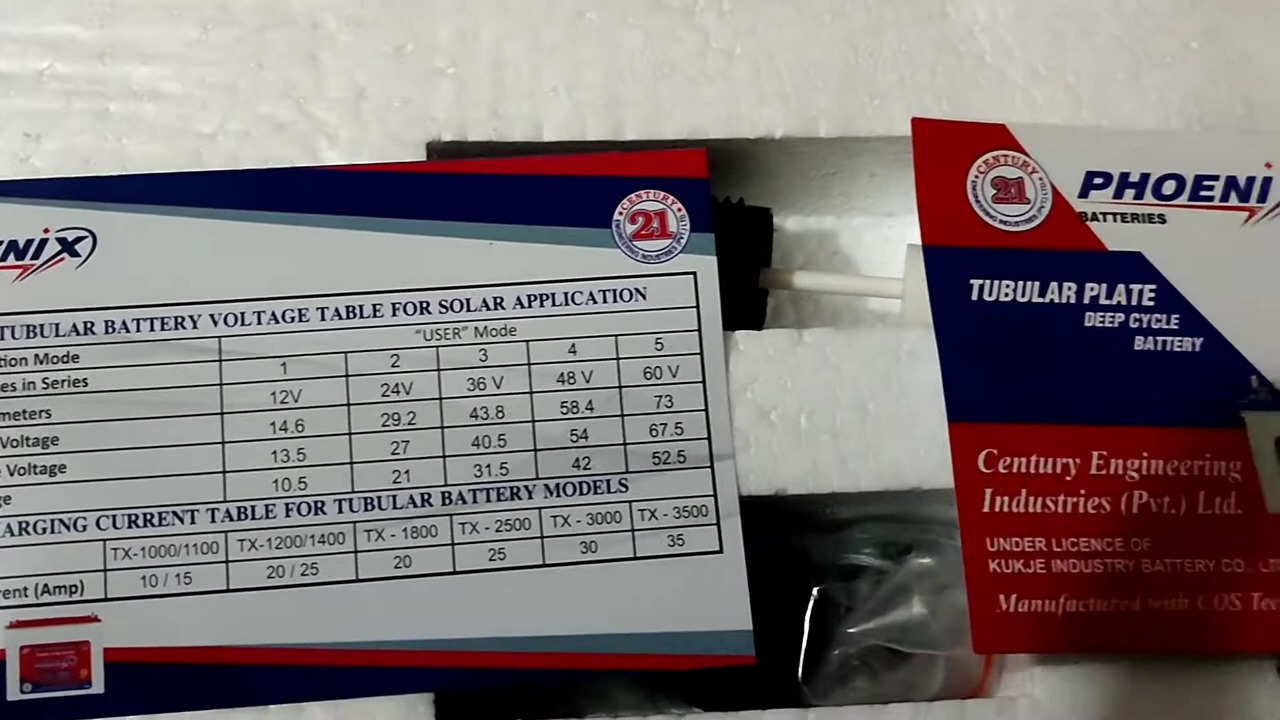 NIX
CENTURY
21
ENGINEERING INDUSTRIES
TUBULAR BATTERY VOLTAGE TABLE FOR SOLAR APPLICATION
tion Mode "USER" Mode
es in Series 1 2 3 4 5
meters 12V 24V 36 V 48 V 60 V
Voltage 14.6 29.2 43.8 58.4 73
e Voltage 13.5 27 40.5 54 67.5
ge 10.5 21 31.5 42 52.5
ARGING CURRENT TABLE FOR TUBULAR BATTERY MODELS
TX-1000/1100 TX-1200/1400 TX - 1800 TX - 2500 TX - 3000 TX - 3500
rent (Amp) 10 / 15 20 / 25 20 25 30 35
CENTURY
21
ENGINEERING INDUSTRIES
PHOENI
BATTERIES
TUBULAR PLATE
DEEP CYCLE
BATTERY
Century Engineering
Industries (Pvt.) Ltd.
UNDER LICENCE OF
KUKJE INDUSTRY BATTERY CO., LT
Manufactured with COS Tec